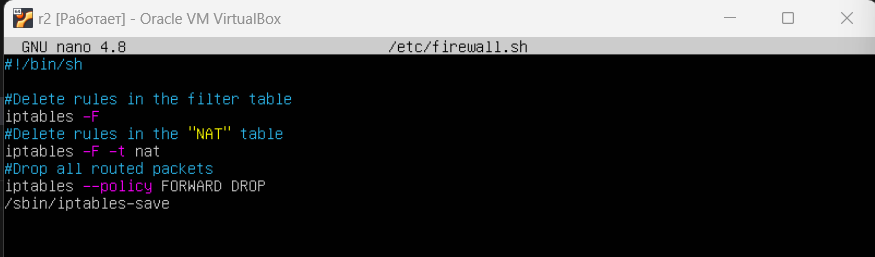 r2 [Работает] - Oracle VM VirtualBox
GNU nano 4.8 /etc/firewall.sh
#!/bin/sh
#Delete rules in the filter table
iptables -F
#Delete rules in the "NAT" table
iptables -F -t nat
#Drop all routed packets
iptables --policy FORWARD DROP
/sbin/iptables-save